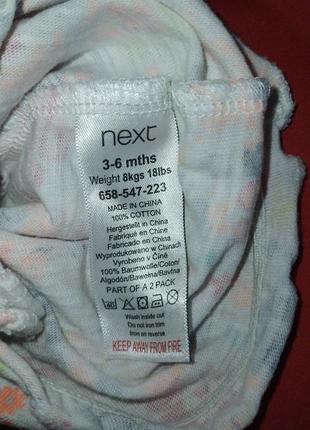 next
3-6 mths
Weight 8kgs 18lbs
658-547-223
MADE IN CHINA
100% COTTON
Hergestellt in China
Fabriqué en Chine
Fabricado en China
Wyprodukowano w Chinach
Vyrobeno v Číně
100% Baumwolle/Coton/
Algodón/Bawełna/Bavlna
PART OF A 2 PACK
40
Wash inside out
Do not iron trim
Iron on reverse
KEEP AWAY FROM FIRE